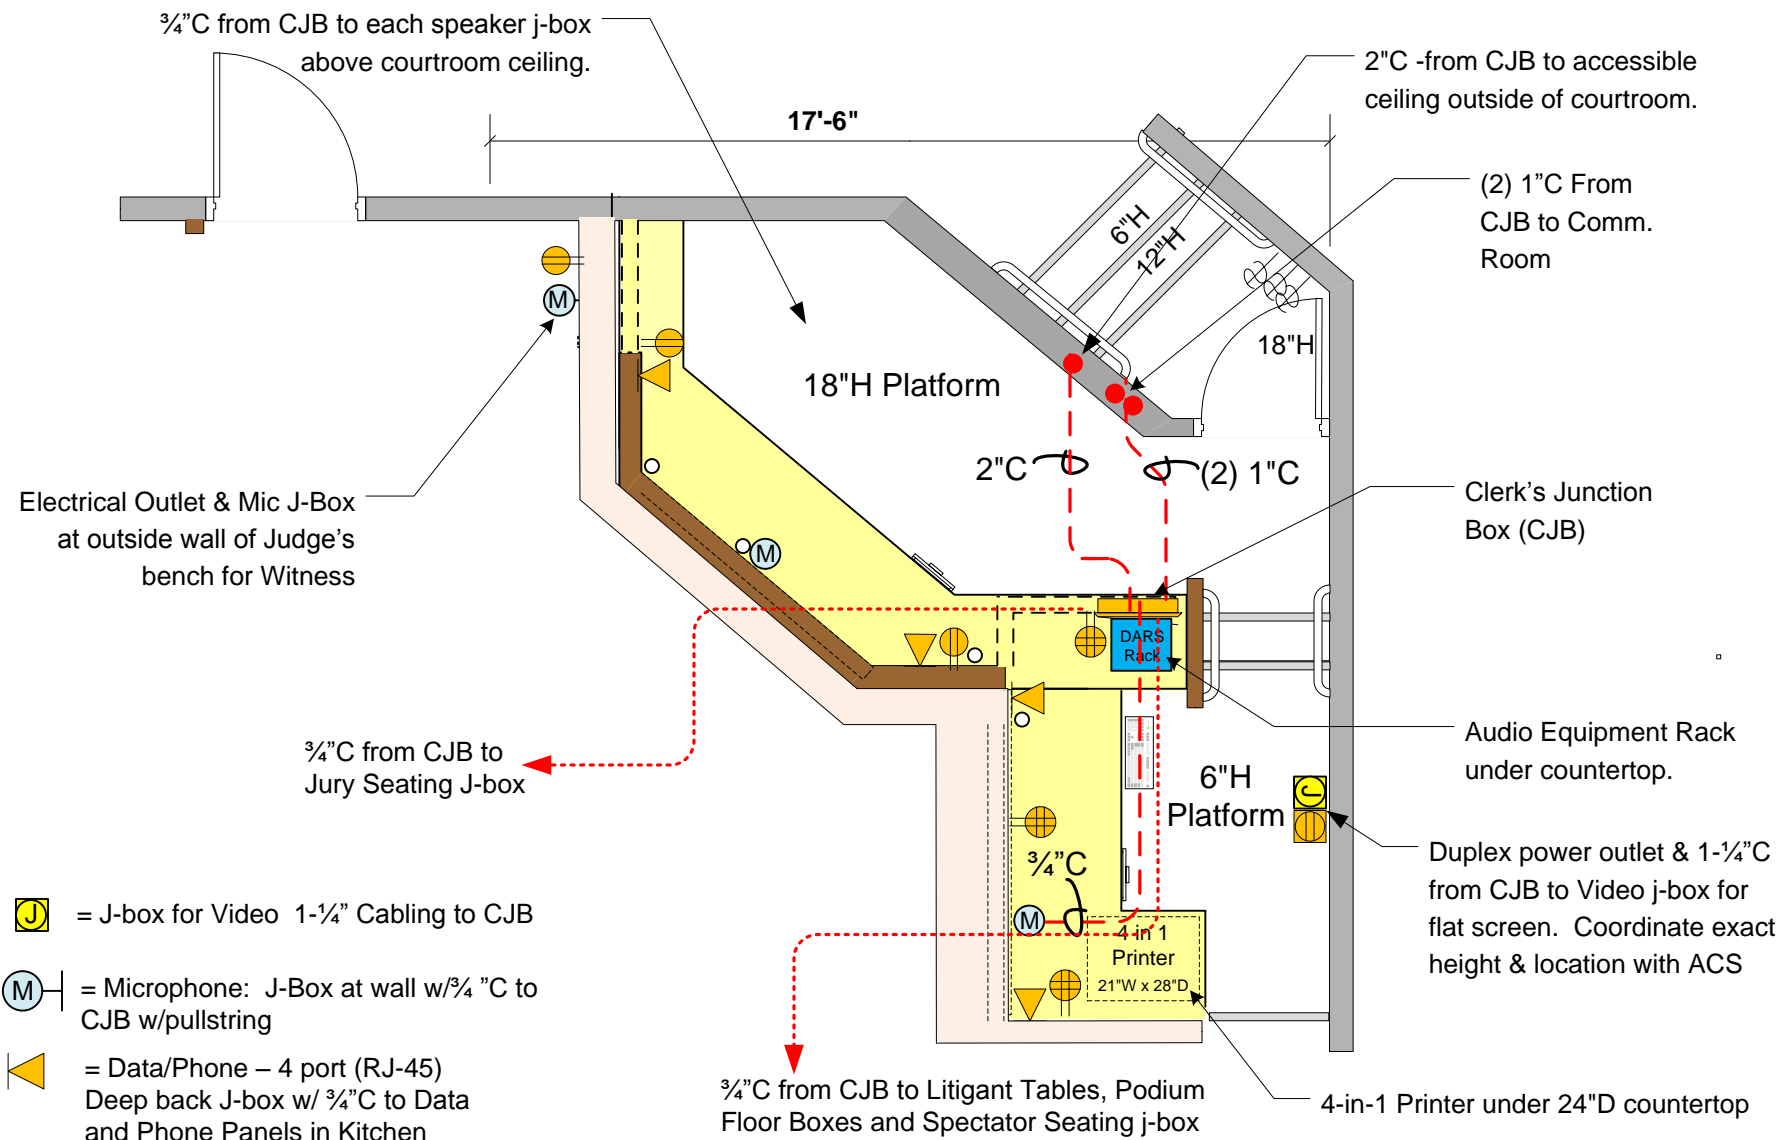 ¾"C from CJB to each speaker j-box
above courtroom ceiling.
17'-6"
2"C -from CJB to accessible
ceiling outside of courtroom.
(2) 1"C From
CJB to Comm.
Room
6"H
12"H
18"H
18"H Platform
M
2"C
(2) 1"C
Electrical Outlet & Mic J-Box
at outside wall of Judge's
bench for Witness
Clerk's Junction
Box (CJB)
M
DARS
Rack
¾"C from CJB to
Jury Seating J-box
Audio Equipment Rack
under countertop.
6"H
Platform
J
¾"C
Duplex power outlet & 1-¼"C
from CJB to Video j-box for
flat screen.  Coordinate exact
height & location with ACS
M
4-in 1
Printer
21"W x 28"D
J
= J-box for Video  1-¼" Cabling to CJB
M
= Microphone:  J-Box at wall w/¾ "C to
CJB w/pullstring
= Data/Phone – 4 port (RJ-45)
Deep back J-box w/ ¾"C to Data
and Phone Panels in Kitchen
¾"C from CJB to Litigant Tables, Podium
Floor Boxes and Spectator Seating j-box
4-in-1 Printer under 24"D countertop